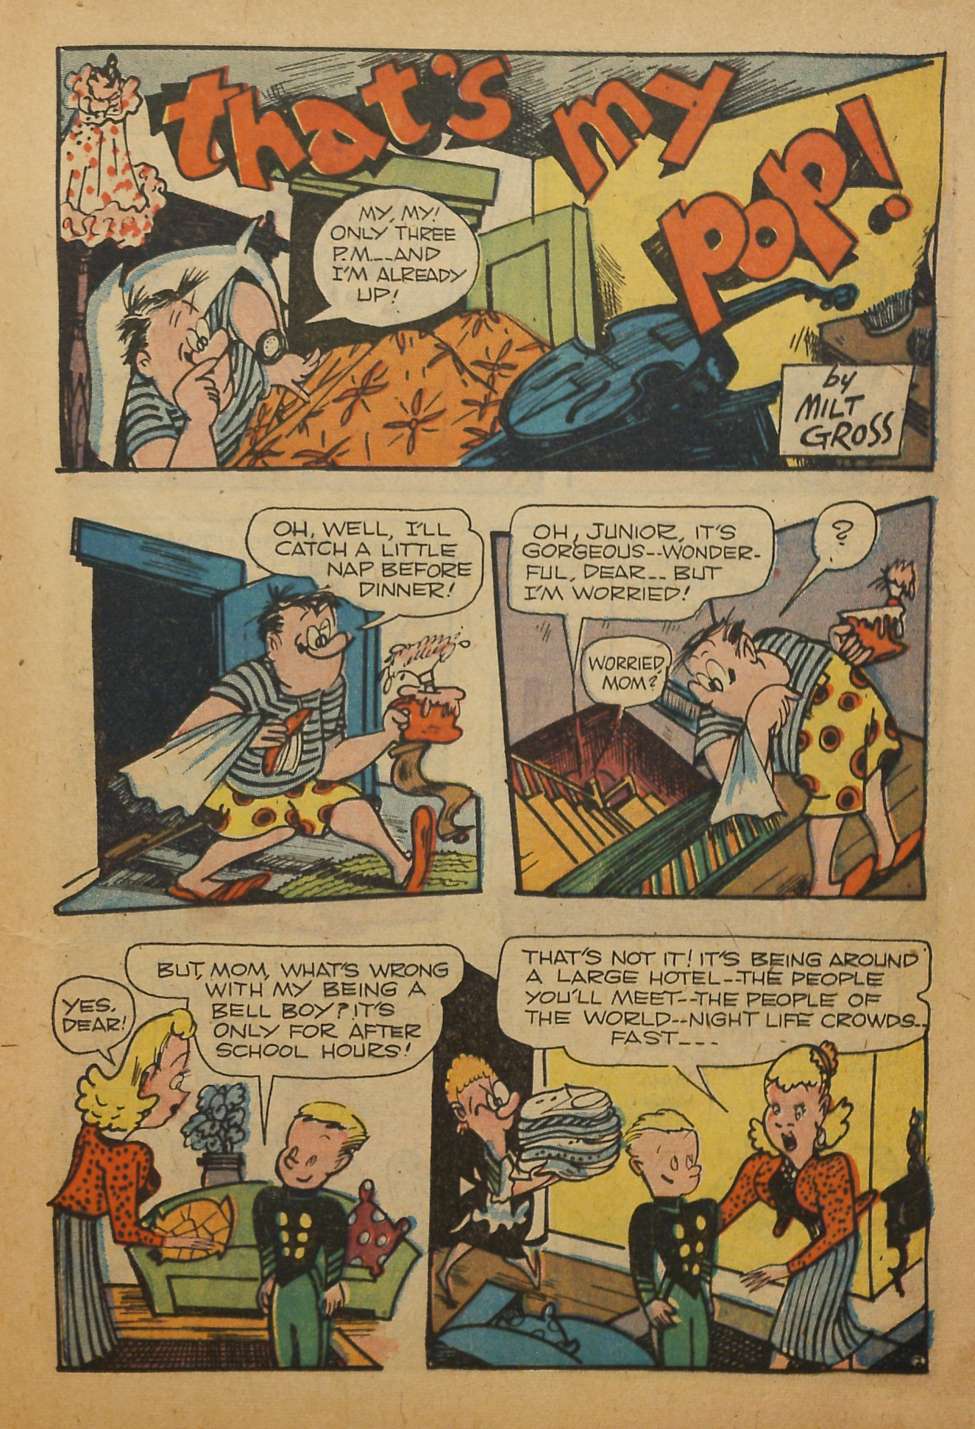 that's my
pop!
MY, MY!
ONLY THREE
P.M.__AND
I'M ALREADY
UP!
by
MILT
GROSS
OH, WELL, I'LL
CATCH A LITTLE
NAP BEFORE
DINNER!
OH, JUNIOR, IT'S
GORGEOUS--WONDER-
FUL, DEAR__ BUT
I'M WORRIED!
?
WORRIED,
MOM?
YES,
DEAR!
BUT, MOM, WHAT'S WRONG
WITH MY BEING A
BELL BOY? IT'S
ONLY FOR AFTER
SCHOOL HOURS!
THAT'S NOT IT! IT'S BEING AROUND
A LARGE HOTEL--THE PEOPLE
YOU'LL MEET--THE PEOPLE OF
THE WORLD--NIGHT LIFE CROWDS..
FAST__..